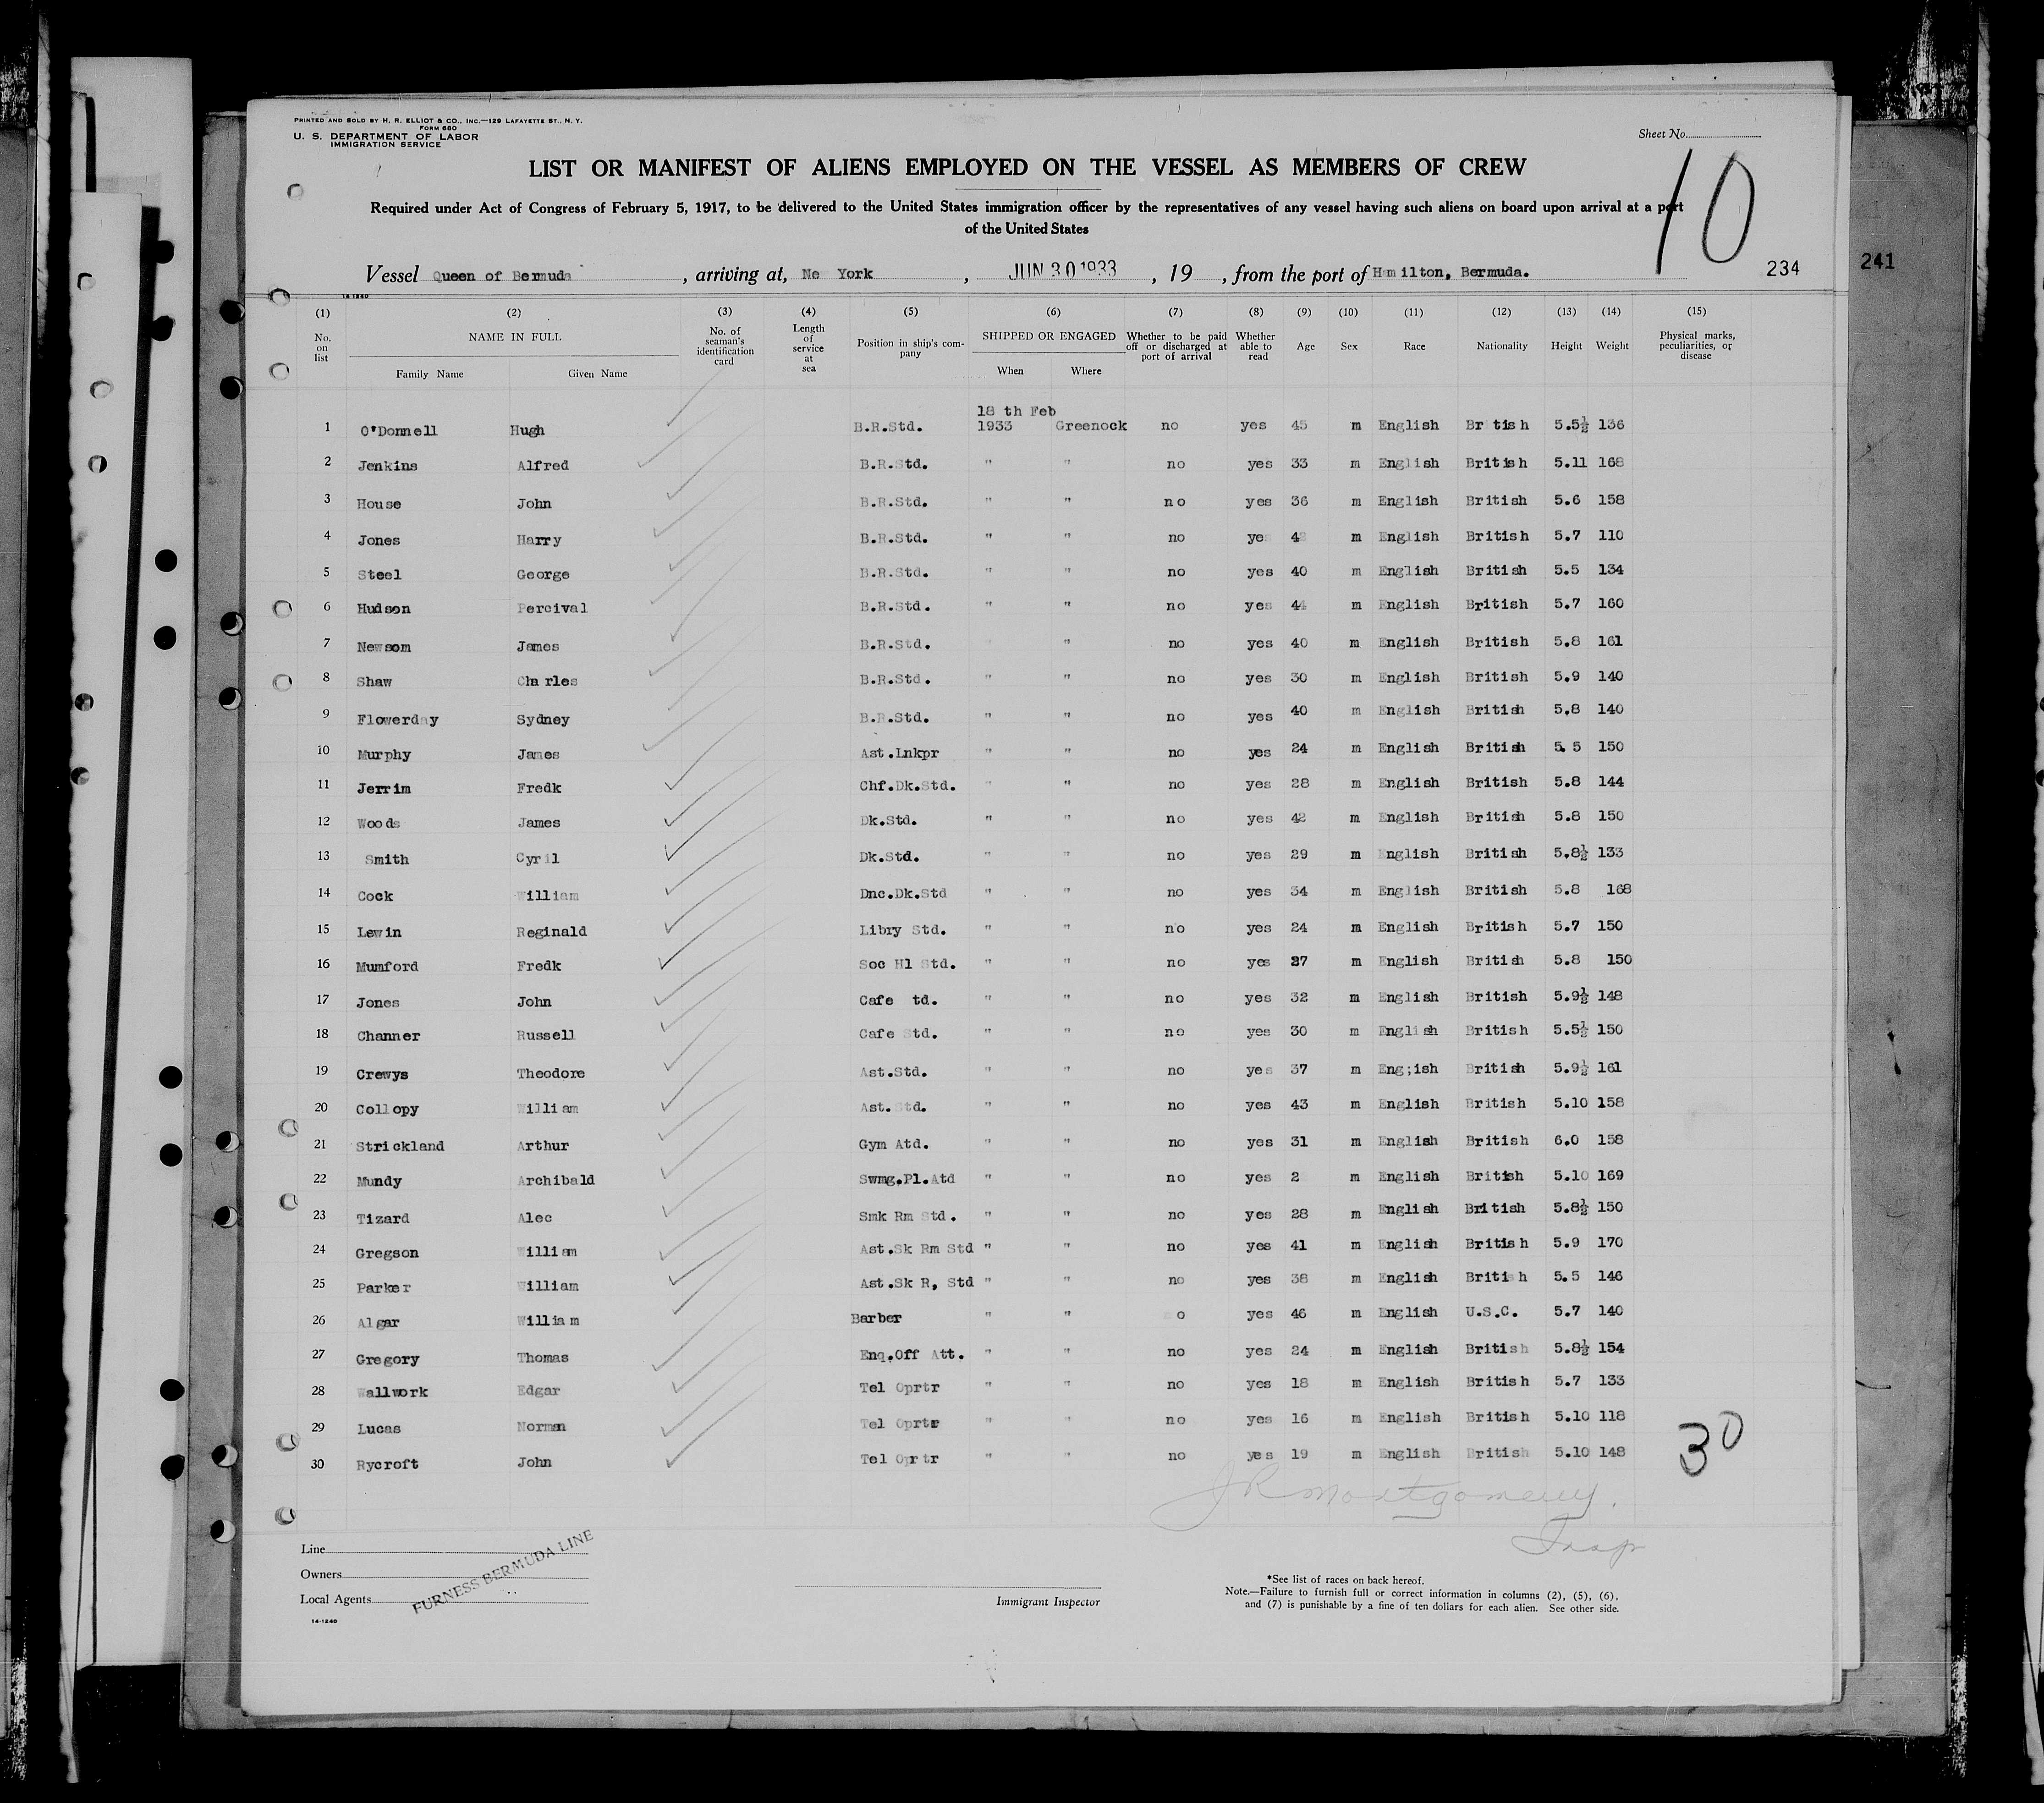 PRINTED AND SOLD BY H. R. ELLIOT & CO., INC.—129 LAFAYETTE ST., N. Y.
FORM 680
U. S. DEPARTMENT OF LABOR
IMMIGRATION SERVICE
Sheet No.
10
LIST OR MANIFEST OF ALIENS EMPLOYED ON THE VESSEL AS MEMBERS OF CREW
Required under Act of Congress of February 5, 1917, to be delivered to the United States immigration officer by the representatives of any vessel having such aliens on board upon arrival at a port
of the United States
Vessel Queen of Bermuda , arriving at, Ne York , JUN 30 1933 , 19 , from the port of Hamilton, Bermuda. 234 241
14-1240
(1) (2) (3) (4) (5) (6) (7) (8) (9) (10) (11) (12) (13) (14) (15)
No. on list NAME IN FULL Family Name Given Name No. of seaman's identification card Length of service at sea Position in ship's company SHIPPED OR ENGAGED When Where Whether to be paid off or discharged at port of arrival Whether able to read Age Sex Race Nationality Height Weight Physical marks, peculiarities, or disease
18 th Feb
1 O'Donnell Hugh B.R.Std. 1933 Greenock no yes 45 m English Br tish 5.5½ 136
2 Jenkins Alfred B.R.Std. " " no yes 33 m English British 5.11 168
3 House John B.R.Std. " " no yes 36 m English British 5.6 158
4 Jones Harry B.R.Std. " " no ye 4 m English British 5.7 110
5 Steel George B.R.Std. " " no yes 40 m English British 5.5 134
6 Hudson Percival B.R.Std. " " no yes 44 m English British 5.7 160
7 Newsom James B.R.Std. " no yes 40 m English British 5.8 161
8 Shaw Charles B.R.Std. " " no yes 30 m English British 5.9 140
9 Flowerday Sydney B.R.Std. " " no yes 40 m English British 5.8 140
10 Murphy James Ast.Lnkpr " " no yes 24 m English British 5.5 150
11 Jerrim Fredk Chf.Dk.Std. " " no yes 28 m English British 5.8 144
12 Woods James Dk.Std. " " no yes 42 m English British 5.8 150
13 Smith Cyril Dk.Std. " " no yes 29 m English British 5.8½ 133
14 Cock William Dnc.Dk.Std " " no yes 34 m English British 5.8 168
15 Lewin Reginald Libry Std. " " no yes 24 m English British 5.7 150
16 Mumford Fredk Soc Hl Std. " " no yes 27 m English British 5.8 150
17 Jones John Cafe td. " " no yes 32 m English British 5.9½ 148
18 Channer Russell Cafe Std. " " no yes 30 m English British 5.5½ 150
19 Crewys Theodore Ast.Std. " " no yes 37 m Eng;ish British 5.9½ 161
20 Collopy William Ast. Std. " " no yes 43 m English British 5.10 158
21 Strickland Arthur Gym Atd. " " no yes 31 m English British 6.0 158
22 Mundy Archibald Swmg.Pl.Atd " " no yes 2 m English British 5.10 169
23 Tizard Alec Smk Rm Std. " " no yes 28 m English British 5.8½ 150
24 Gregson William Ast.Sk Rm Std " " no yes 41 m English British 5.9 170
25 Parker William Ast.Sk R, Std " " no yes 38 m English British 5.5 146
26 Algar William Barber " " o yes 46 m English U.S.C. 5.7 140
27 Gregory Thomas Enq.Off Att. " " no yes 24 m English British 5.8½ 154
28 Wallwork Edgar Tel Oprtr " " no yes 18 m English British 5.7 133
29 Lucas Norman Tel Oprtr " " no yes 16 m English British 5.10 118
30 Rycroft John Tel Oprtr " " no yes 19 m English British 5.10 148
30
J R Montgomery.
Insp
Line
Owners
Local Agents
FURNESS BERMUDA LINE
Immigrant Inspector
*See list of races on back hereof.
Note.—Failure to furnish full or correct information in columns (2), (5), (6),
and (7) is punishable by a fine of ten dollars for each alien. See other side.
14-1240